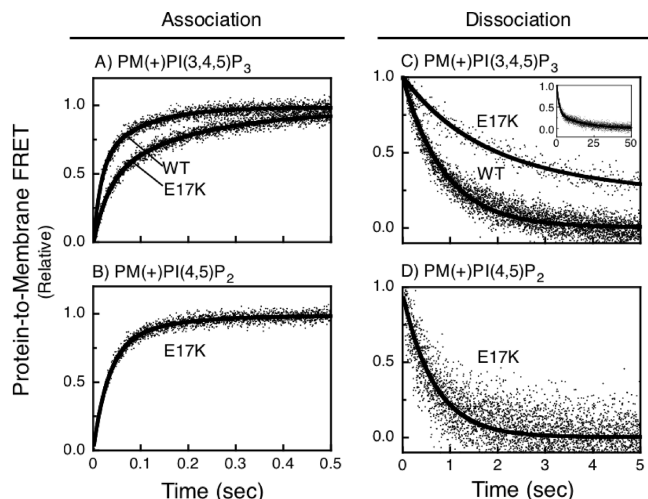 Association
Dissociation
A) PM(+)PI(3,4,5)P3
C) PM(+)PI(3,4,5)P3
Protein-to-Membrane FRET
(Relative)
1.0
0.5
0.0
WT
E17K
1.0
0.75
0.5
0.25
0.0
E17K
WT
1.0
0.5
0.0
0
25
50
B) PM(+)PI(4,5)P2
D) PM(+)PI(4,5)P2
1.0
0.5
0.0
E17K
0
0.1
0.2
0.3
0.4
0.5
Time (sec)
1.0
0.5
0.0
E17K
0
1
2
3
4
5
Time (sec)